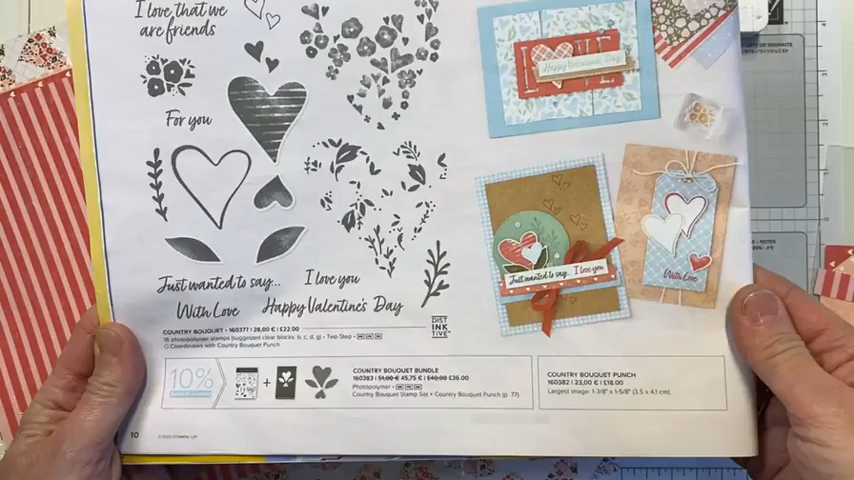 I love that we
are friends
For you
Just wanted to say...
I love you
With Love
Happy Valentine's Day
DIST
INK
TIVE
COUNTRY BOUQUET • 160377 | 28,00 € | £22.00
16 photopolymer stamps (suggested clear blocks: b, c, d, g) • Two-Step •
Coordinates with Country Bouquet Punch
10%
COUNTRY BOUQUET BUNDLE
160383 | 51,00 € 45,75 € | £40.00 £36.00
Photopolymer •
Country Bouquet Stamp Set + Country Bouquet Punch (p. 77)
COUNTRY BOUQUET PUNCH
160382 | 23,00 € | £18.00
Largest image: 1-3/8" x 1-5/8" (3.5 x 4.1 cm)
10
LOVE
Happy Valentine's Day
Just wanted to say... I love you
With Love